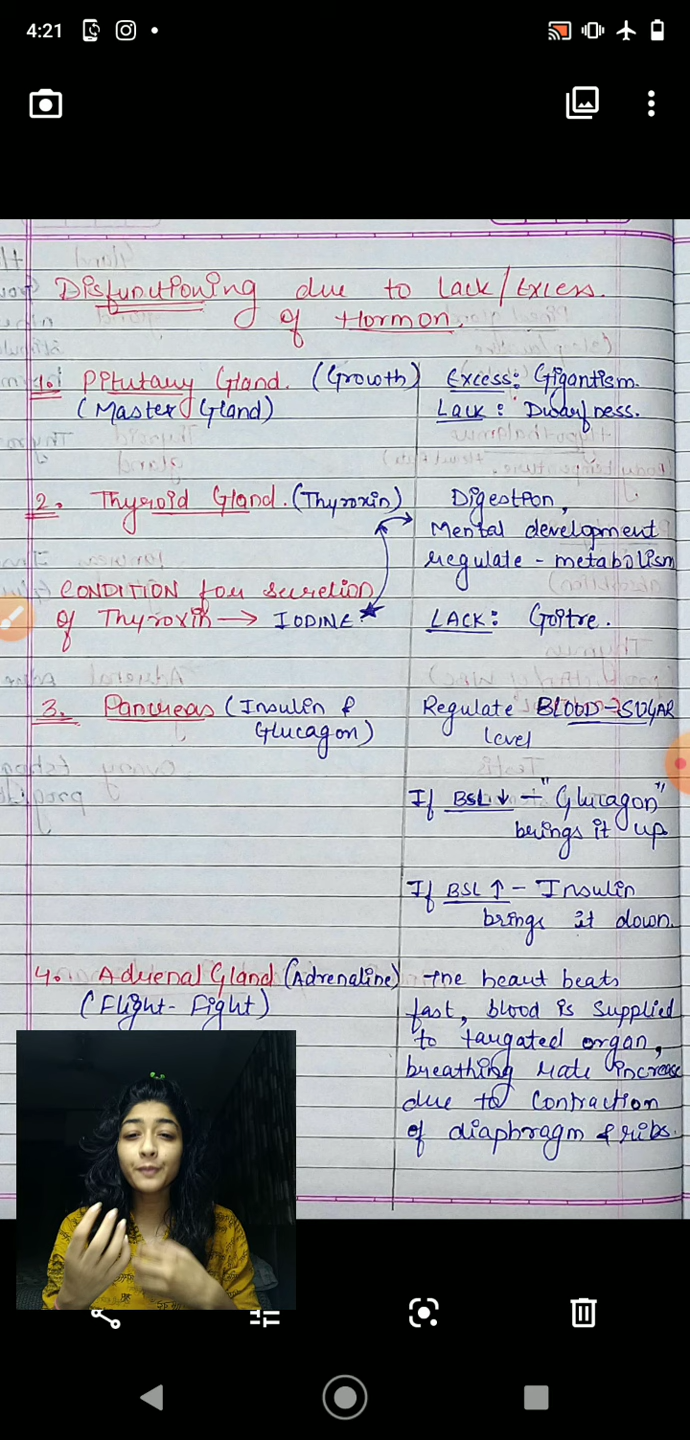 4:21
Disfunctioning due to lack/Excess.
of Hormon.
1. Pitutary Gland. (Growth) Excess: Gigantism.
(Master Gland) Lack: Dwarfness.
2. Thyroid Gland. (Thyroxin) Digestion,
Mental development
regulate - metabolism
CONDITION for secretion
of Thyroxin → IODINE LACK: Goitre.
3. Pancreas (Insulin & Regulate BLOOD-SUGAR
Glucagon) level
If BSL ↓ - "Glucagon"
brings it up
If BSL ↑ - Insulin
brings it down.
4. Adrenal Gland (Adrenaline) the heart beats
(Flight-Fight) fast, blood is supplied
to targated organ,
breathing rate increase
due to contraction
of diaphragm & ribs.